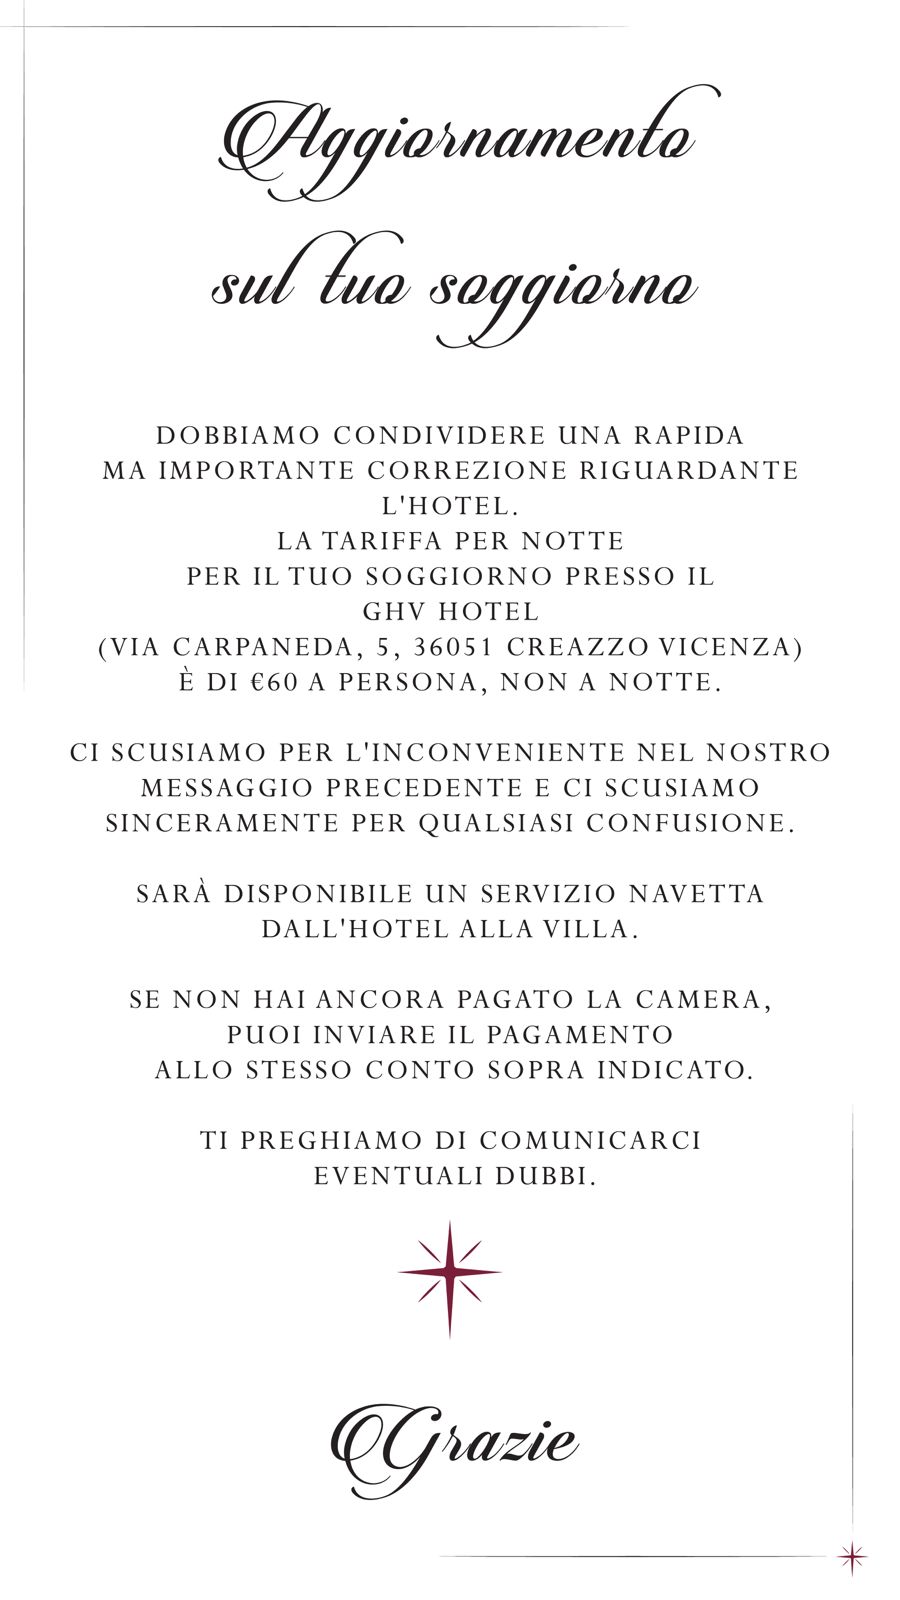 Aggiornamento
sul tuo soggiorno
DOBBIAMO CONDIVIDERE UNA RAPIDA
MA IMPORTANTE CORREZIONE RIGUARDANTE
L'HOTEL.
LA TARIFFA PER NOTTE
PER IL TUO SOGGIORNO PRESSO IL
GHV HOTEL
(VIA CARPANEDA, 5, 36051 CREAZZO VICENZA)
È DI €60 A PERSONA, NON A NOTTE.
CI SCUSIAMO PER L'INCONVENIENTE NEL NOSTRO
MESSAGGIO PRECEDENTE E CI SCUSIAMO
SINCERAMENTE PER QUALSIASI CONFUSIONE.
SARÀ DISPONIBILE UN SERVIZIO NAVETTA
DALL'HOTEL ALLA VILLA.
SE NON HAI ANCORA PAGATO LA CAMERA,
PUOI INVIARE IL PAGAMENTO
ALLO STESSO CONTO SOPRA INDICATO.
TI PREGHIAMO DI COMUNICARCI
EVENTUALI DUBBI.
Grazie